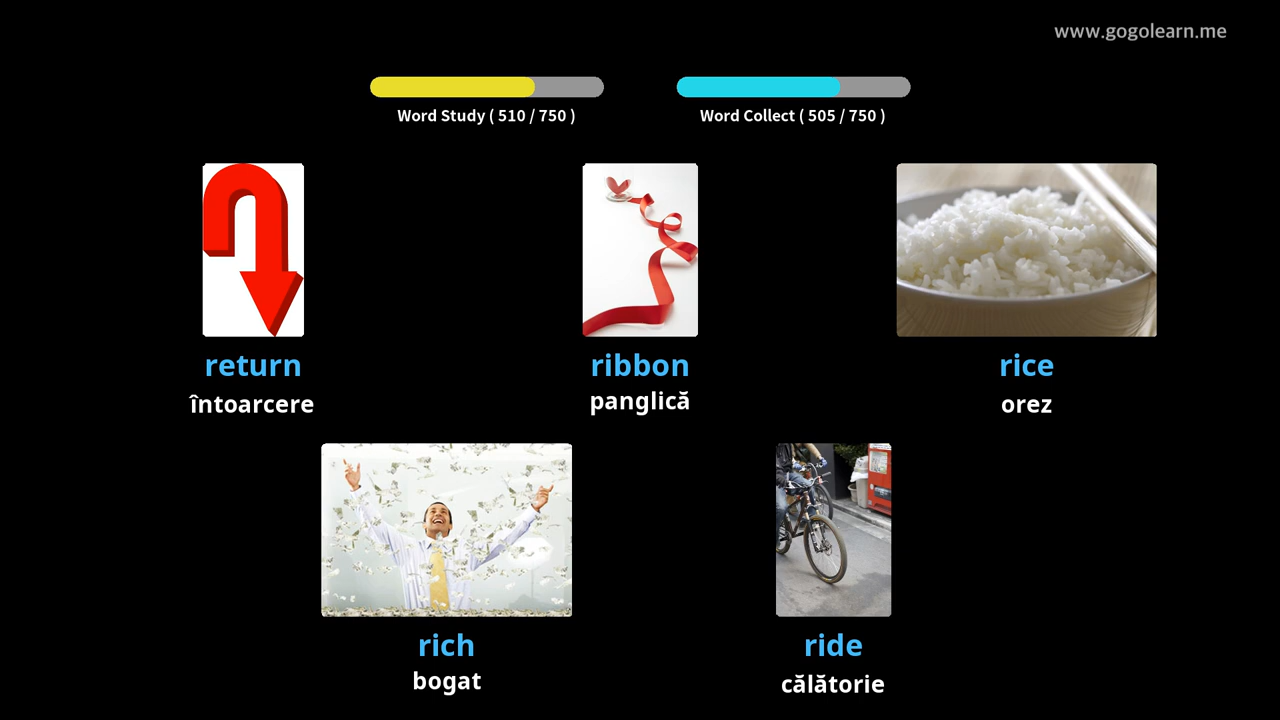 www.gogolearn.me
Word Study ( 510 / 750 )
Word Collect ( 505 / 750 )
return
ribbon
rice
întoarcere
panglică
orez
rich
ride
bogat
călătorie